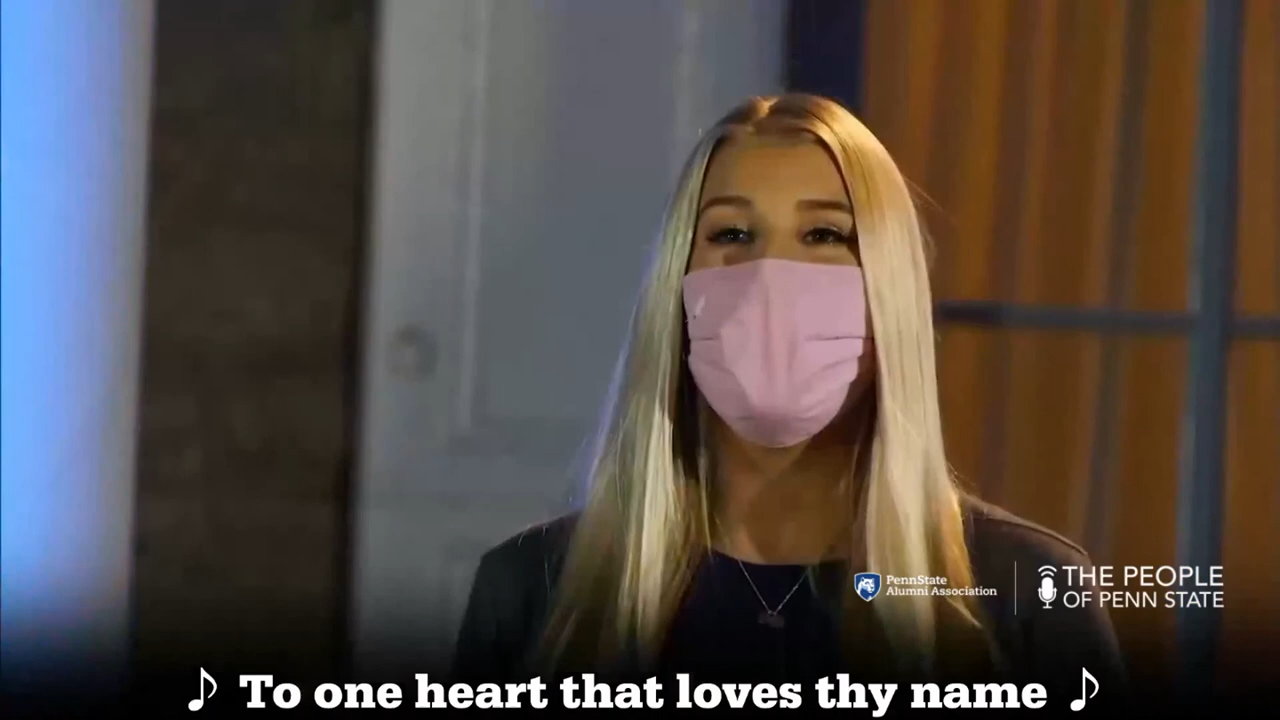 PennState
Alumni Association
THE PEOPLE
OF PENN STATE
♪ To one heart that loves thy name ♪